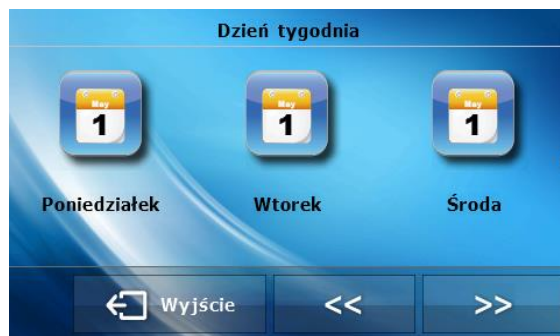 Dzień tygodnia
May May May
1 1 1
Poniedziałek Wtorek Środa
Wyjście << >>